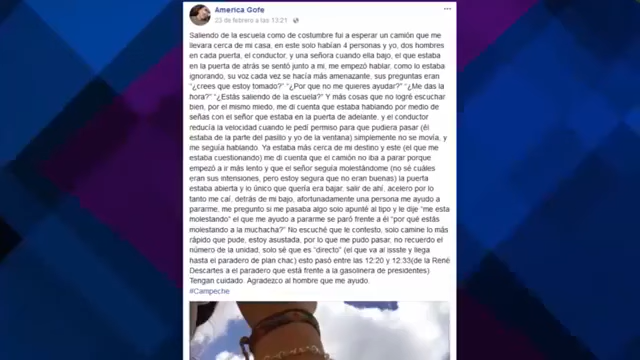 America Gofe
23 de febrero a las 13:21
Saliendo de la escuela como de costumbre fui a esperar un camión que me
llevara cerca de mi casa, en este solo habían 4 personas y yo, dos hombres
en cada puerta, el conductor, y una señora cuando ella bajo, el que estaba
en la puerta de atrás se sentó junto a mi, me empezó hablar, como lo estaba
ignorando, su voz cada vez se hacía más amenazante, sus preguntas eran
“¿crees que estoy tomado?” “¿Por que no me quieres ayudar?” “¿Me das la
hora?” “¿Estás saliendo de la escuela?” Y más cosas que no logré escuchar
bien, por el mismo miedo, me di cuenta que estaba hablando por medio de
señas con el señor que estaba en la puerta de adelante, y el conductor
reducía la velocidad cuando le pedí permiso para que pudiera pasar (él
estaba de la parte del pasillo y yo de la ventana) simplemente no se movía, y
me seguía hablando. Ya estaba más cerca de mi destino y este (el que me
estaba cuestionando) me di cuenta que el camión no iba a parar porque
empezó a ir más lento y que el señor seguía molestándome (no sé cuáles
eran sus intensiones, pero estoy segura que no eran buenas) la puerta
estaba abierta y lo único que quería era bajar, salir de ahí, acelero por lo
tanto me caí. detrás de mi bajo, afortunadamente una persona me ayudo a
pararme, me pregunto si me pasaba algo solo apunté al tipo y le dije “me esta
molestando” el que me ayudo a pararme se paró frente a él “por qué estás
molestando a la muchacha?” No escuché que le contesto, solo camine lo más
rápido que pude, estoy asustada, por lo que me pudo pasar, no recuerdo el
número de la unidad, solo sé que es “directo” (el que va al issste y llega
hasta el paradero de plan chac) esto pasó entre las 12:20 y 12:33(de la René
Descartes a el paradero que está frente a la gasolinera de presidentes)
Tengan cuidado. Agradezco al hombre que me ayudo.
#Campeche